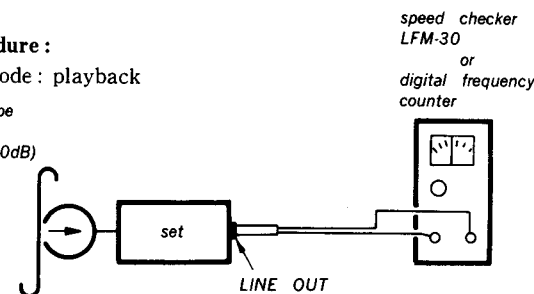 speed checker
LFM-30
or
digital frequency
counter
dure :
ode : playback
pe
0dB)
set
LINE OUT